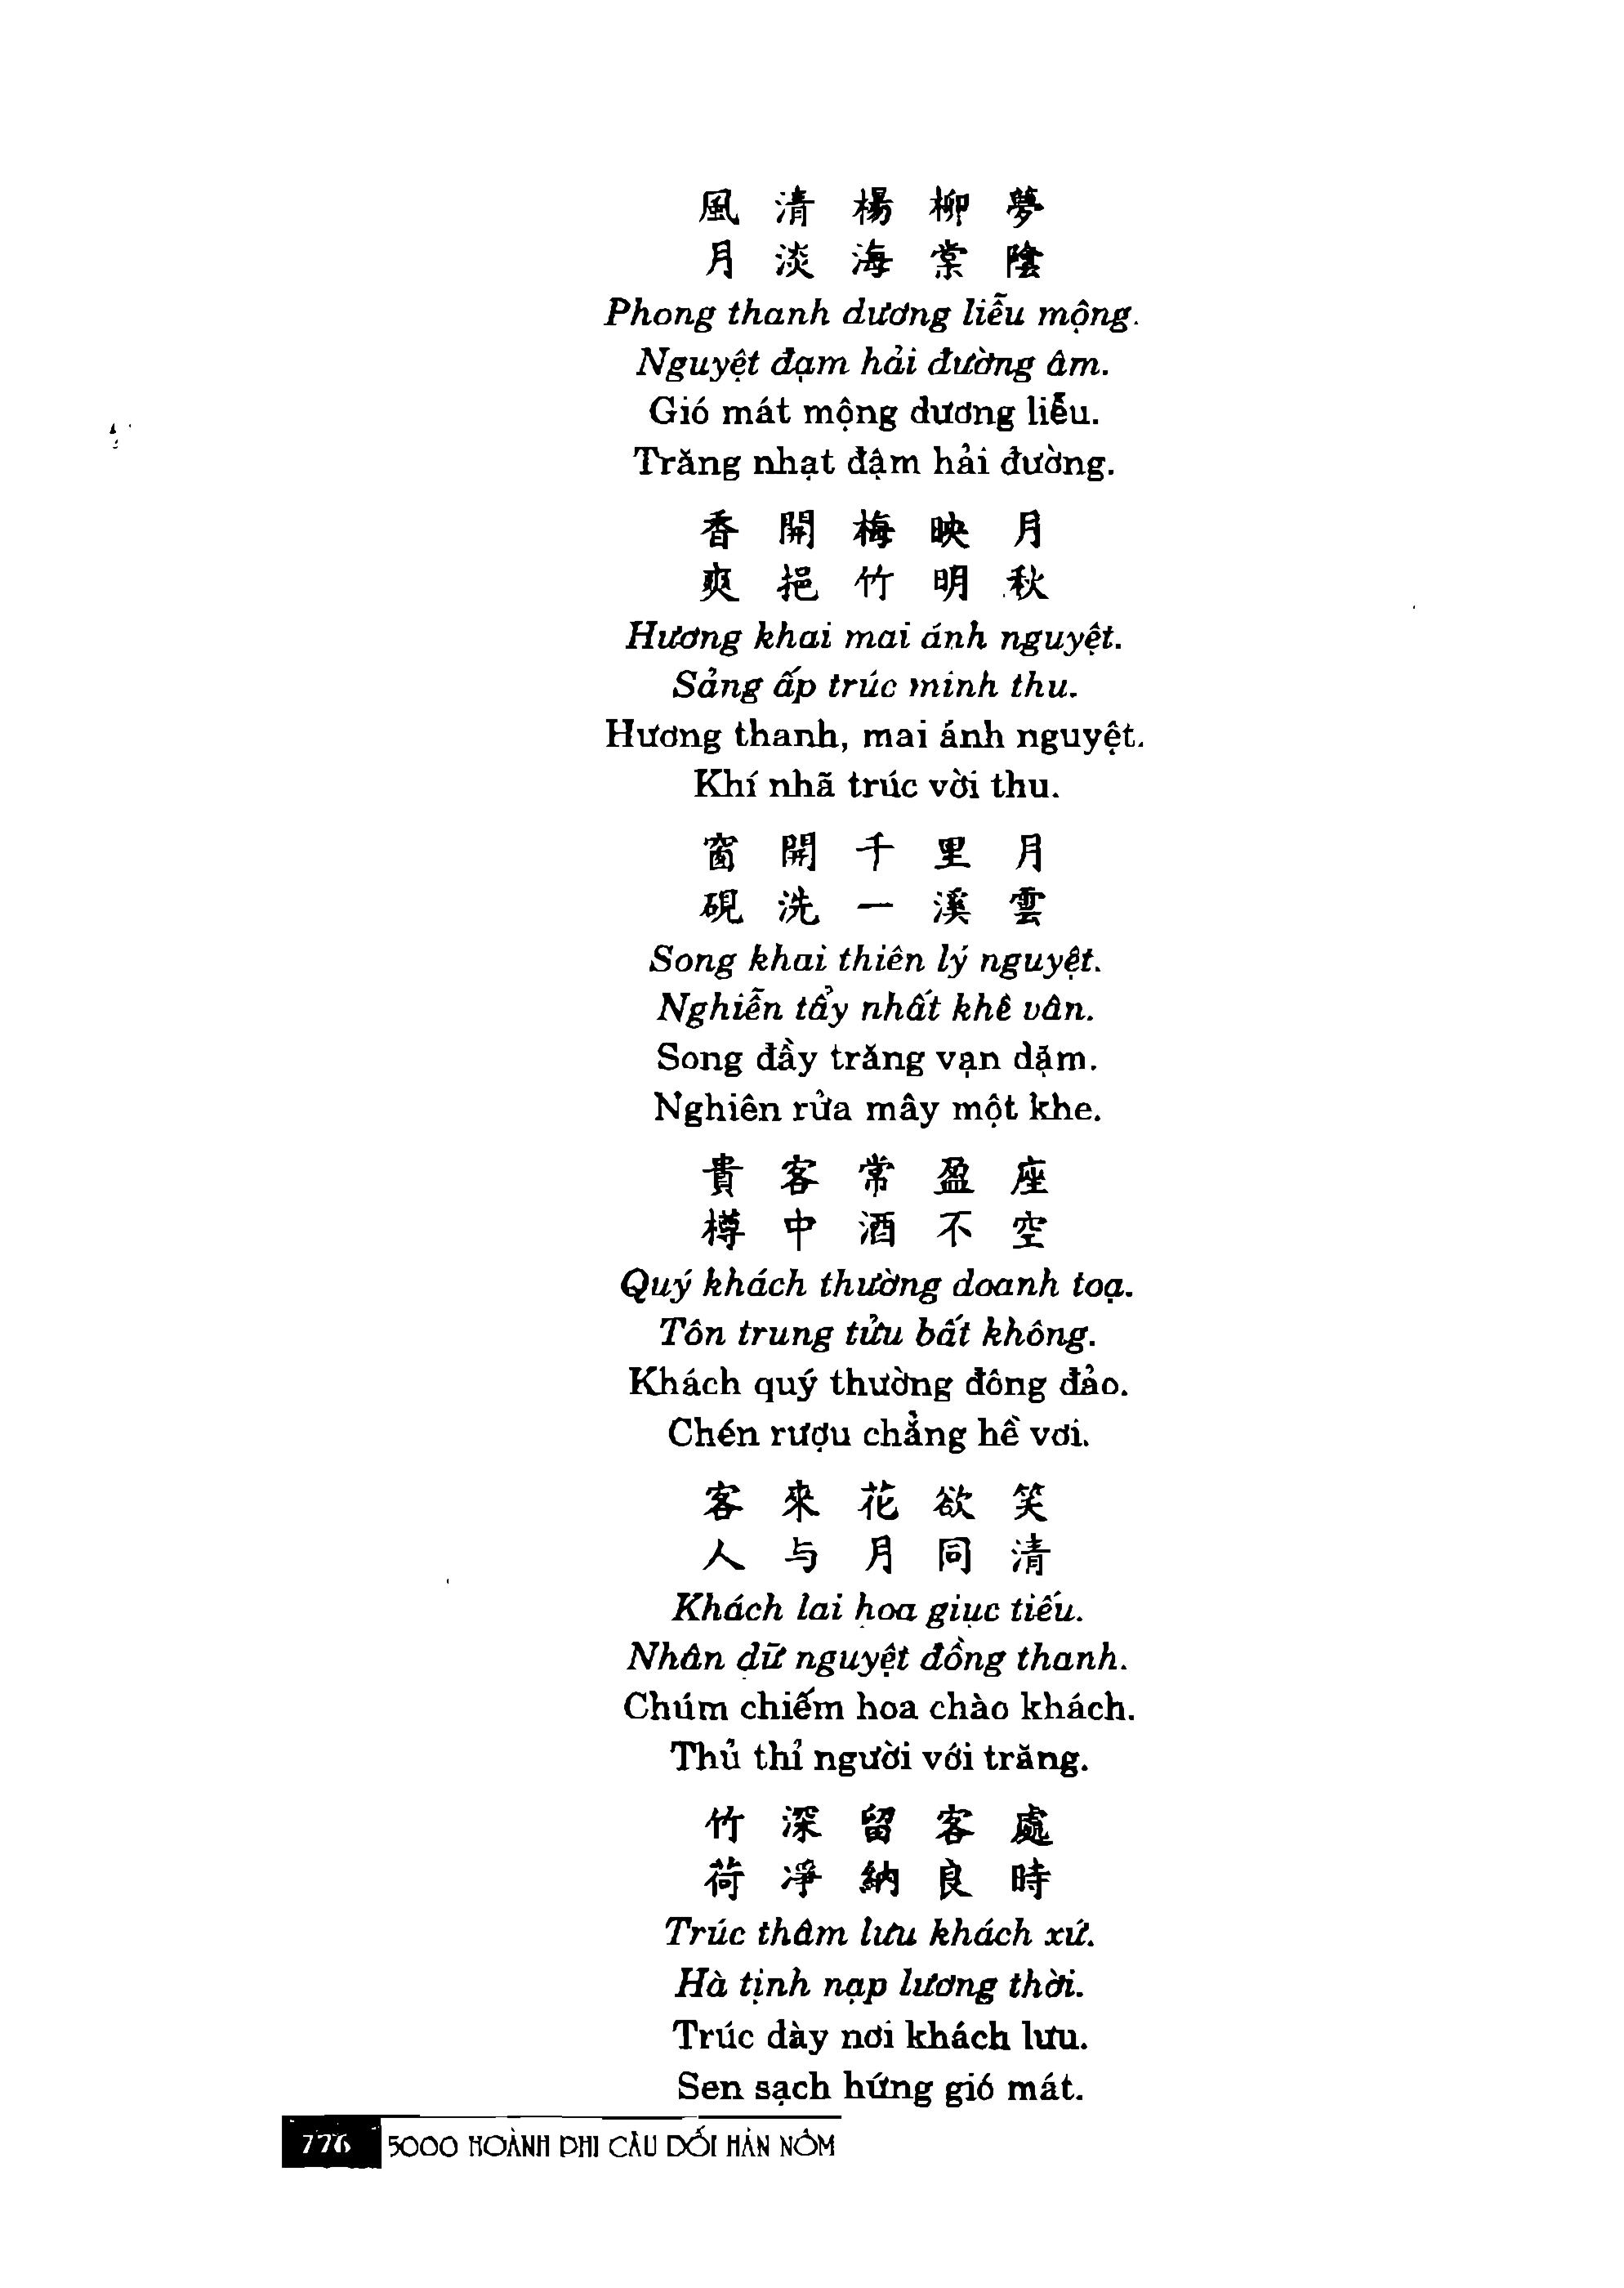 風清楊柳夢
月淡海棠陰
Phong thanh dương liễu mộng.
Nguyệt đạm hải đường âm.
Gió mát mộng dương liễu.
Trăng nhạt đậm hải đường.
香開梅映月
爽挹竹明秋
Hương khai mai ánh nguyệt.
Sảng ấp trúc minh thu.
Hương thanh, mai ánh nguyệt.
Khí nhã trúc vời thu.
窗開千里月
硯洗一溪雲
Song khai thiên lý nguyệt.
Nghiễn tẩy nhất khê vân.
Song đầy trăng vạn dặm.
Nghiên rửa mây một khe.
貴客常盈座
樽中酒不空
Quý khách thường doanh toạ.
Tôn trung tửu bất không.
Khách quý thường đông đảo.
Chén rượu chẳng hề vơi.
客來花欲笑
人与月同清
Khách lai hoa giục tiếu.
Nhân dữ nguyệt đồng thanh.
Chúm chiếm hoa chào khách.
Thủ thỉ người với trăng.
竹深留客處
荷凈納良時
Trúc thâm lưu khách xứ.
Hà tịnh nạp lương thời.
Trúc dày nơi khách lưu.
Sen sạch hứng gió mát.
776 5000 HOÀNH PHI CÂU ĐỐI HÁN NÔM